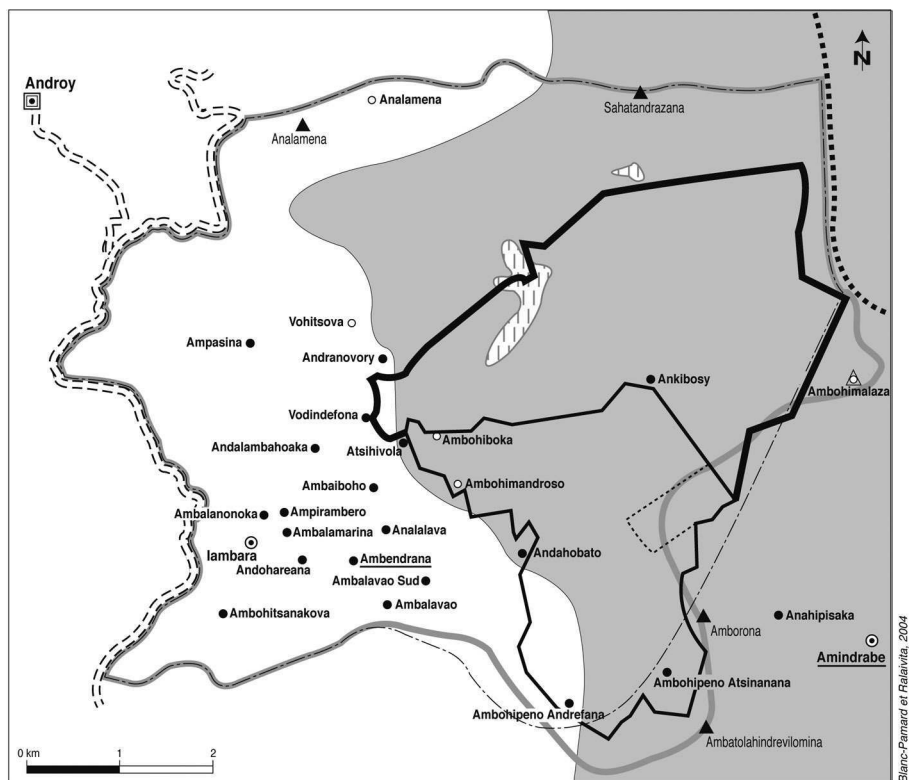 N
Androy
Analamena
Sahatandrazana
Analamena
Vohitsova
Ampasina
Andranovory
Ankibosy
Ambohimalaza
Vodindefona
Ambohiboka
Andalambahoaka
Atsihivola
Ambaiboho
Ambohimandroso
Ambalanonoka
Ampirambero
Ambalamarina
Analalava
Iambara
Andohareana
Ambendrana
Andahobato
Ambalavao Sud
Ambohitsanakova
Ambalavao
Amborona
Anahipisaka
Amindrabe
Ambohipeno Atsinanana
Ambohipeno Andrefana
Ambatolahindrevilomina
0 km 1 2
Blanc-Pamard et Ralaivita, 2004